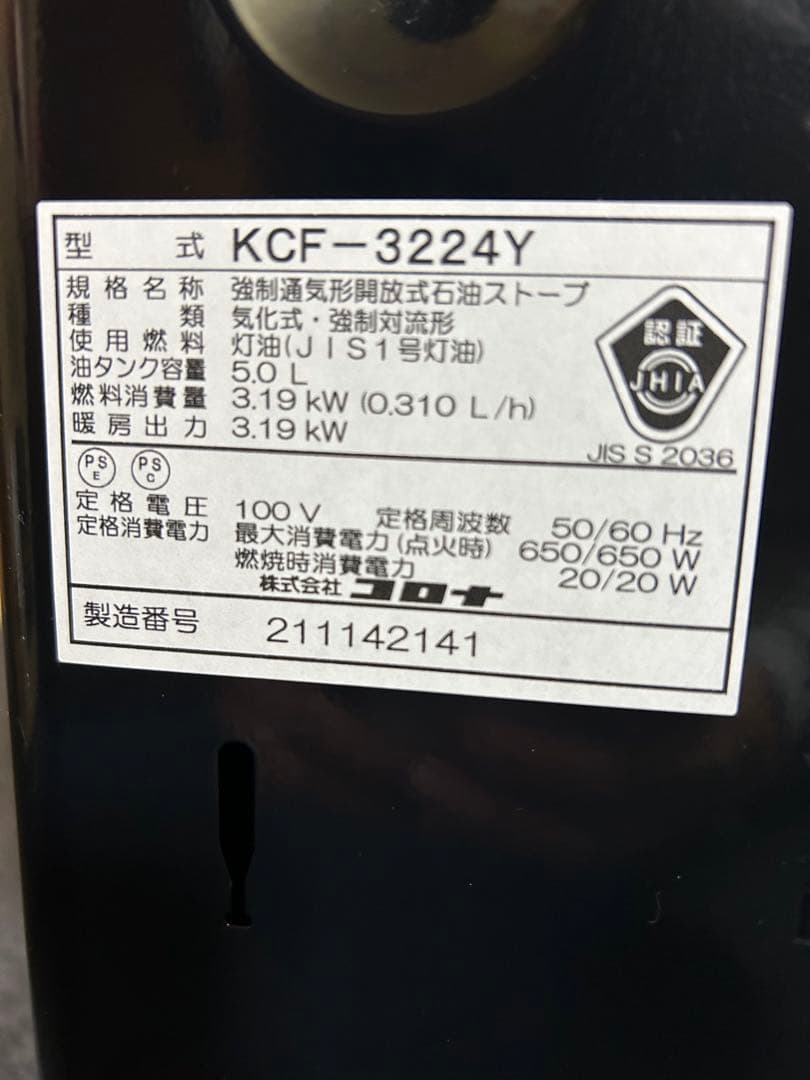 型式 KCF-3224Y
規格名称 強制通気形開放式石油ストーブ
種類 気化式・強制対流形
使用燃料 灯油(JIS1号灯油)
油タンク容量 5.0 L
燃料消費量 3.19 kW (0.310 L/h)
暖房出力 3.19 kW
認証
JHIA
JIS S 2036
PS E PS C
定格電圧 100 V 定格周波数 50/60 Hz
定格消費電力 最大消費電力(点火時) 650/650 W
燃焼時消費電力 20/20 W
株式会社 コロナ
製造番号 211142141